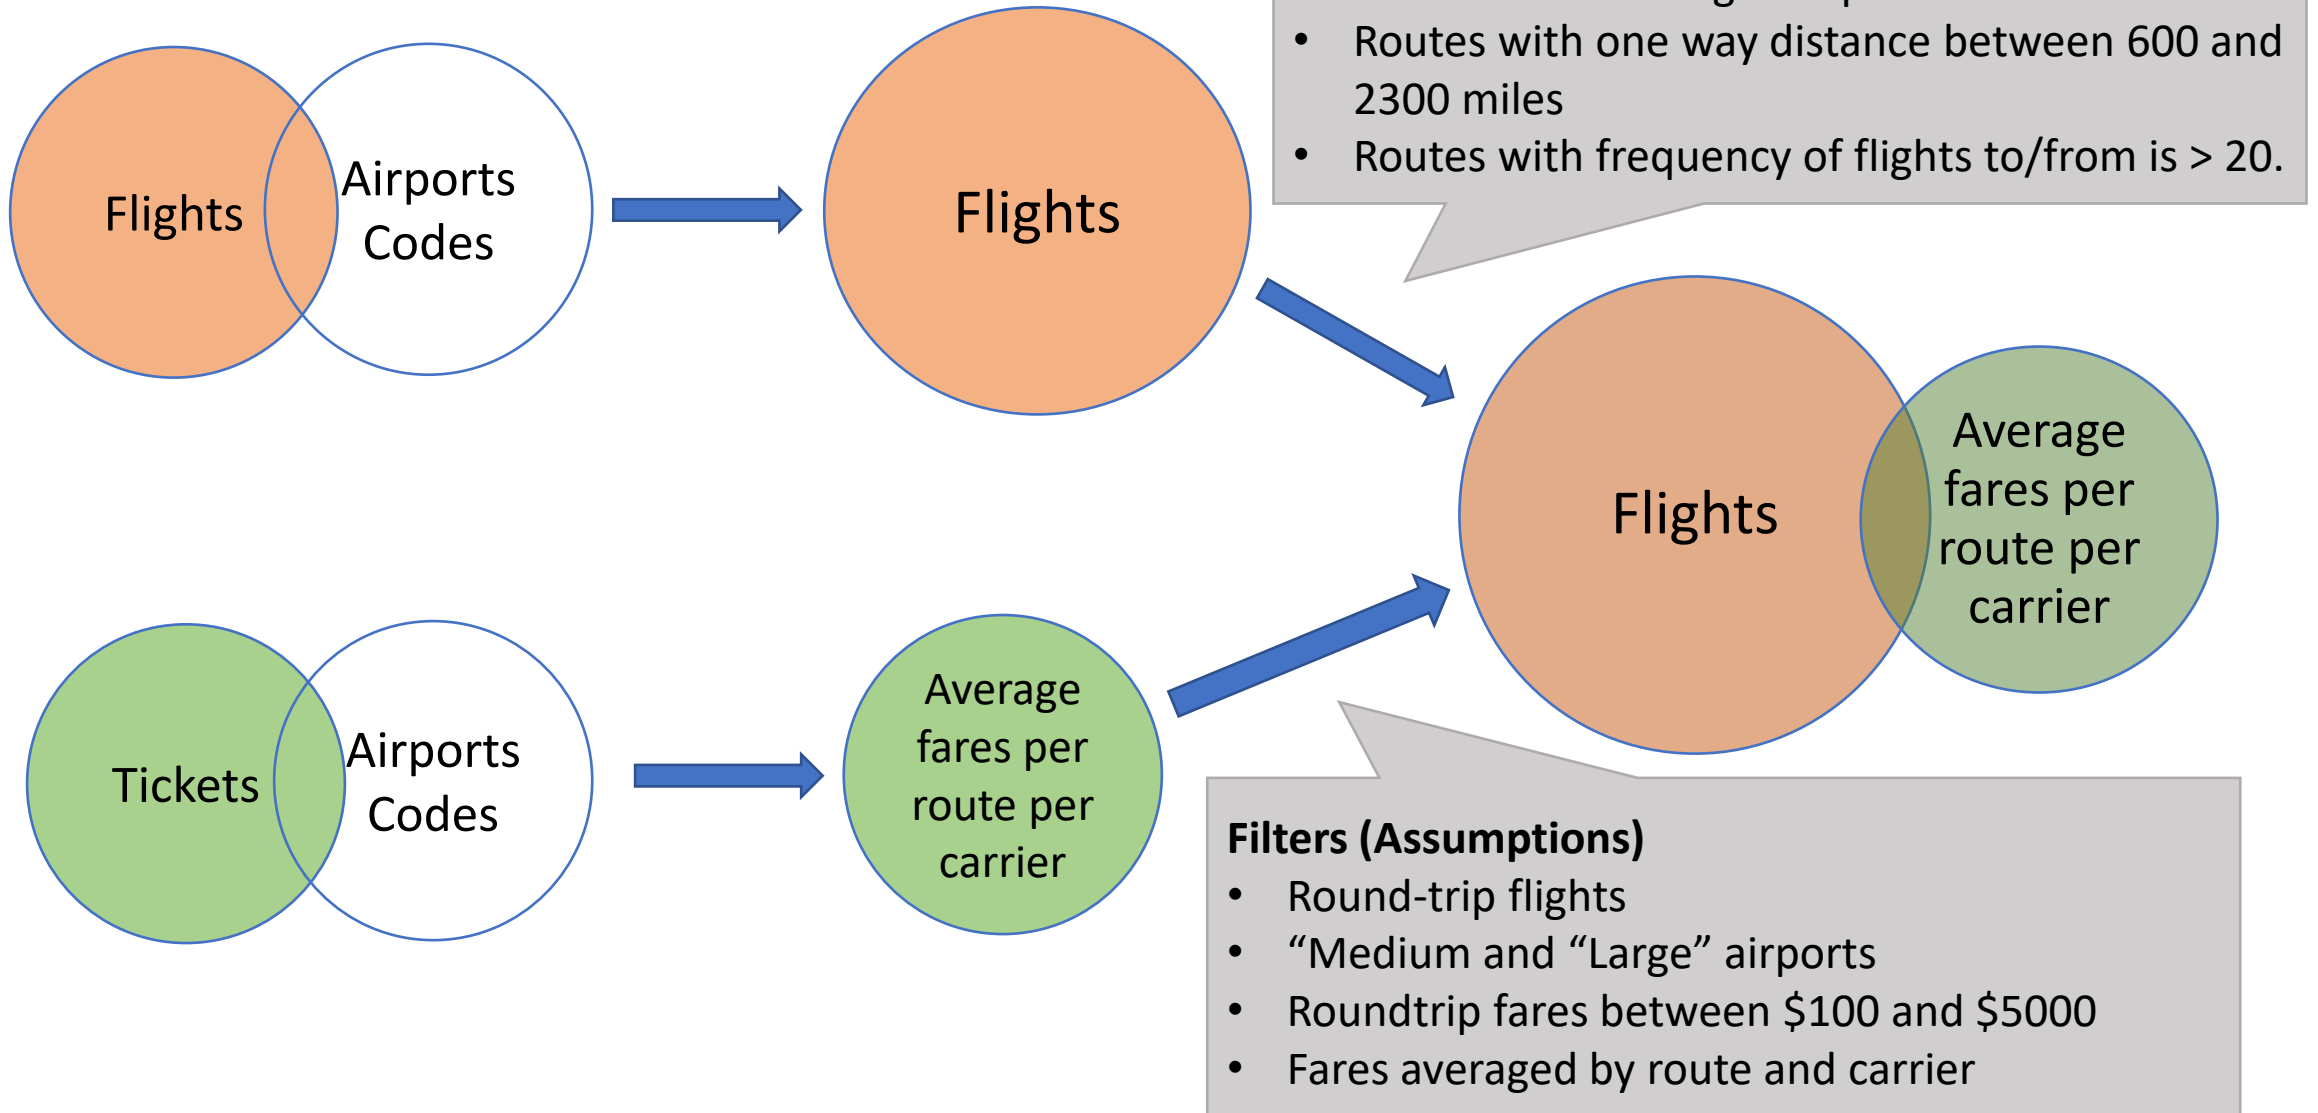 • Routes with one way distance between 600 and
2300 miles
• Routes with frequency of flights to/from is > 20.
Flights
Airports
Codes
Flights
Flights
Average
fares per
route per
carrier
Tickets
Airports
Codes
Average
fares per
route per
carrier
Filters (Assumptions)
• Round-trip flights
• “Medium and “Large” airports
• Roundtrip fares between $100 and $5000
• Fares averaged by route and carrier